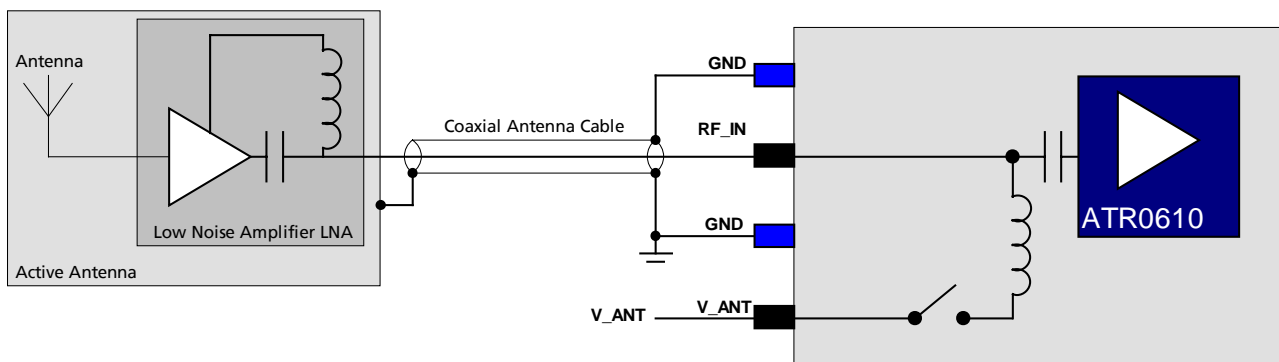 Antenna
Low Noise Amplifier LNA
Active Antenna
Coaxial Antenna Cable
GND
RF_IN
GND
V_ANT V_ANT
ATR0610